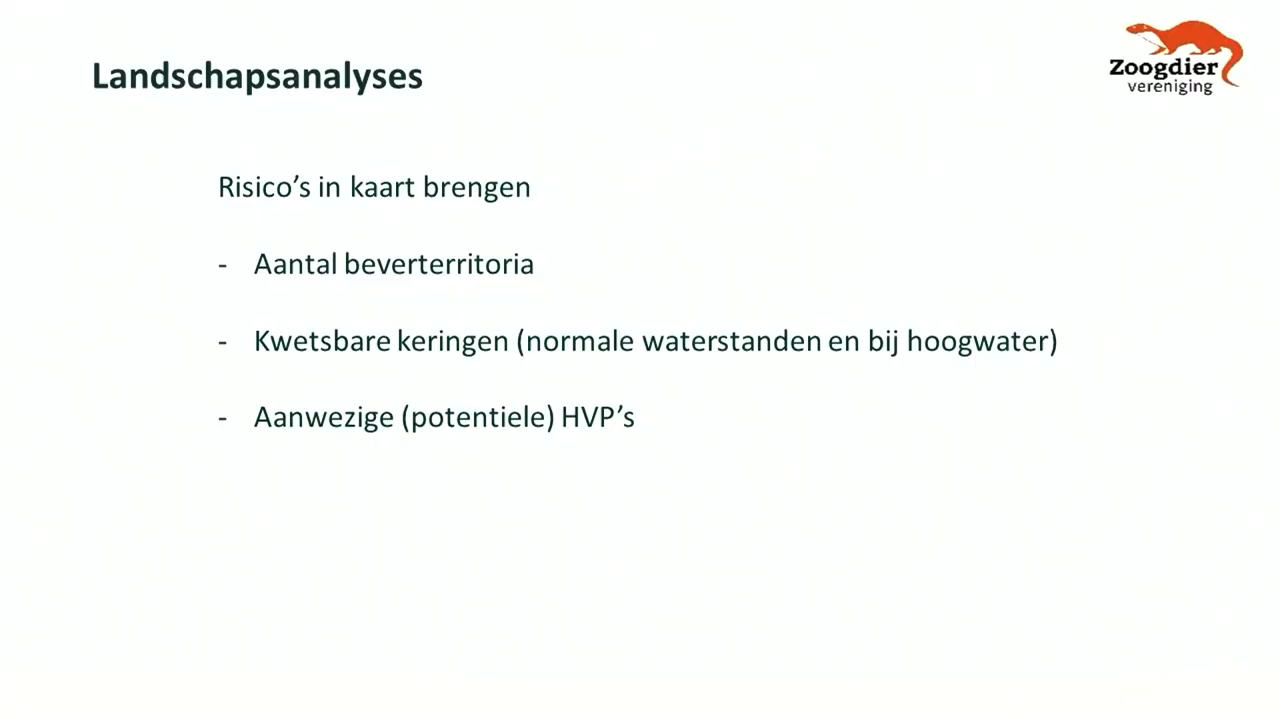 Landschapsanalyses
Zoogdier
vereniging
Risico's in kaart brengen
- Aantal beverterritoria
- Kwetsbare keringen (normale waterstanden en bij hoogwater)
- Aanwezige (potentiele) HVP's